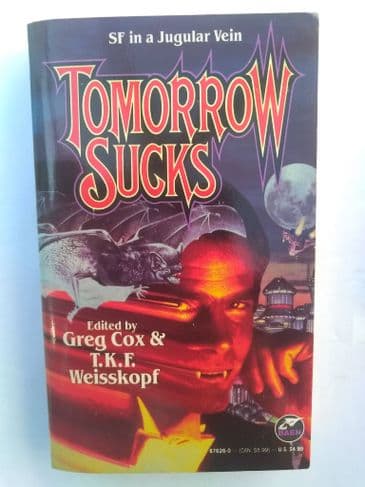 SF in a Jugular Vein
TOMORROW
SUCKS
Edited by
Greg Cox &
T.K.F.
Weisskopf
BAEN
U.S. $4.99